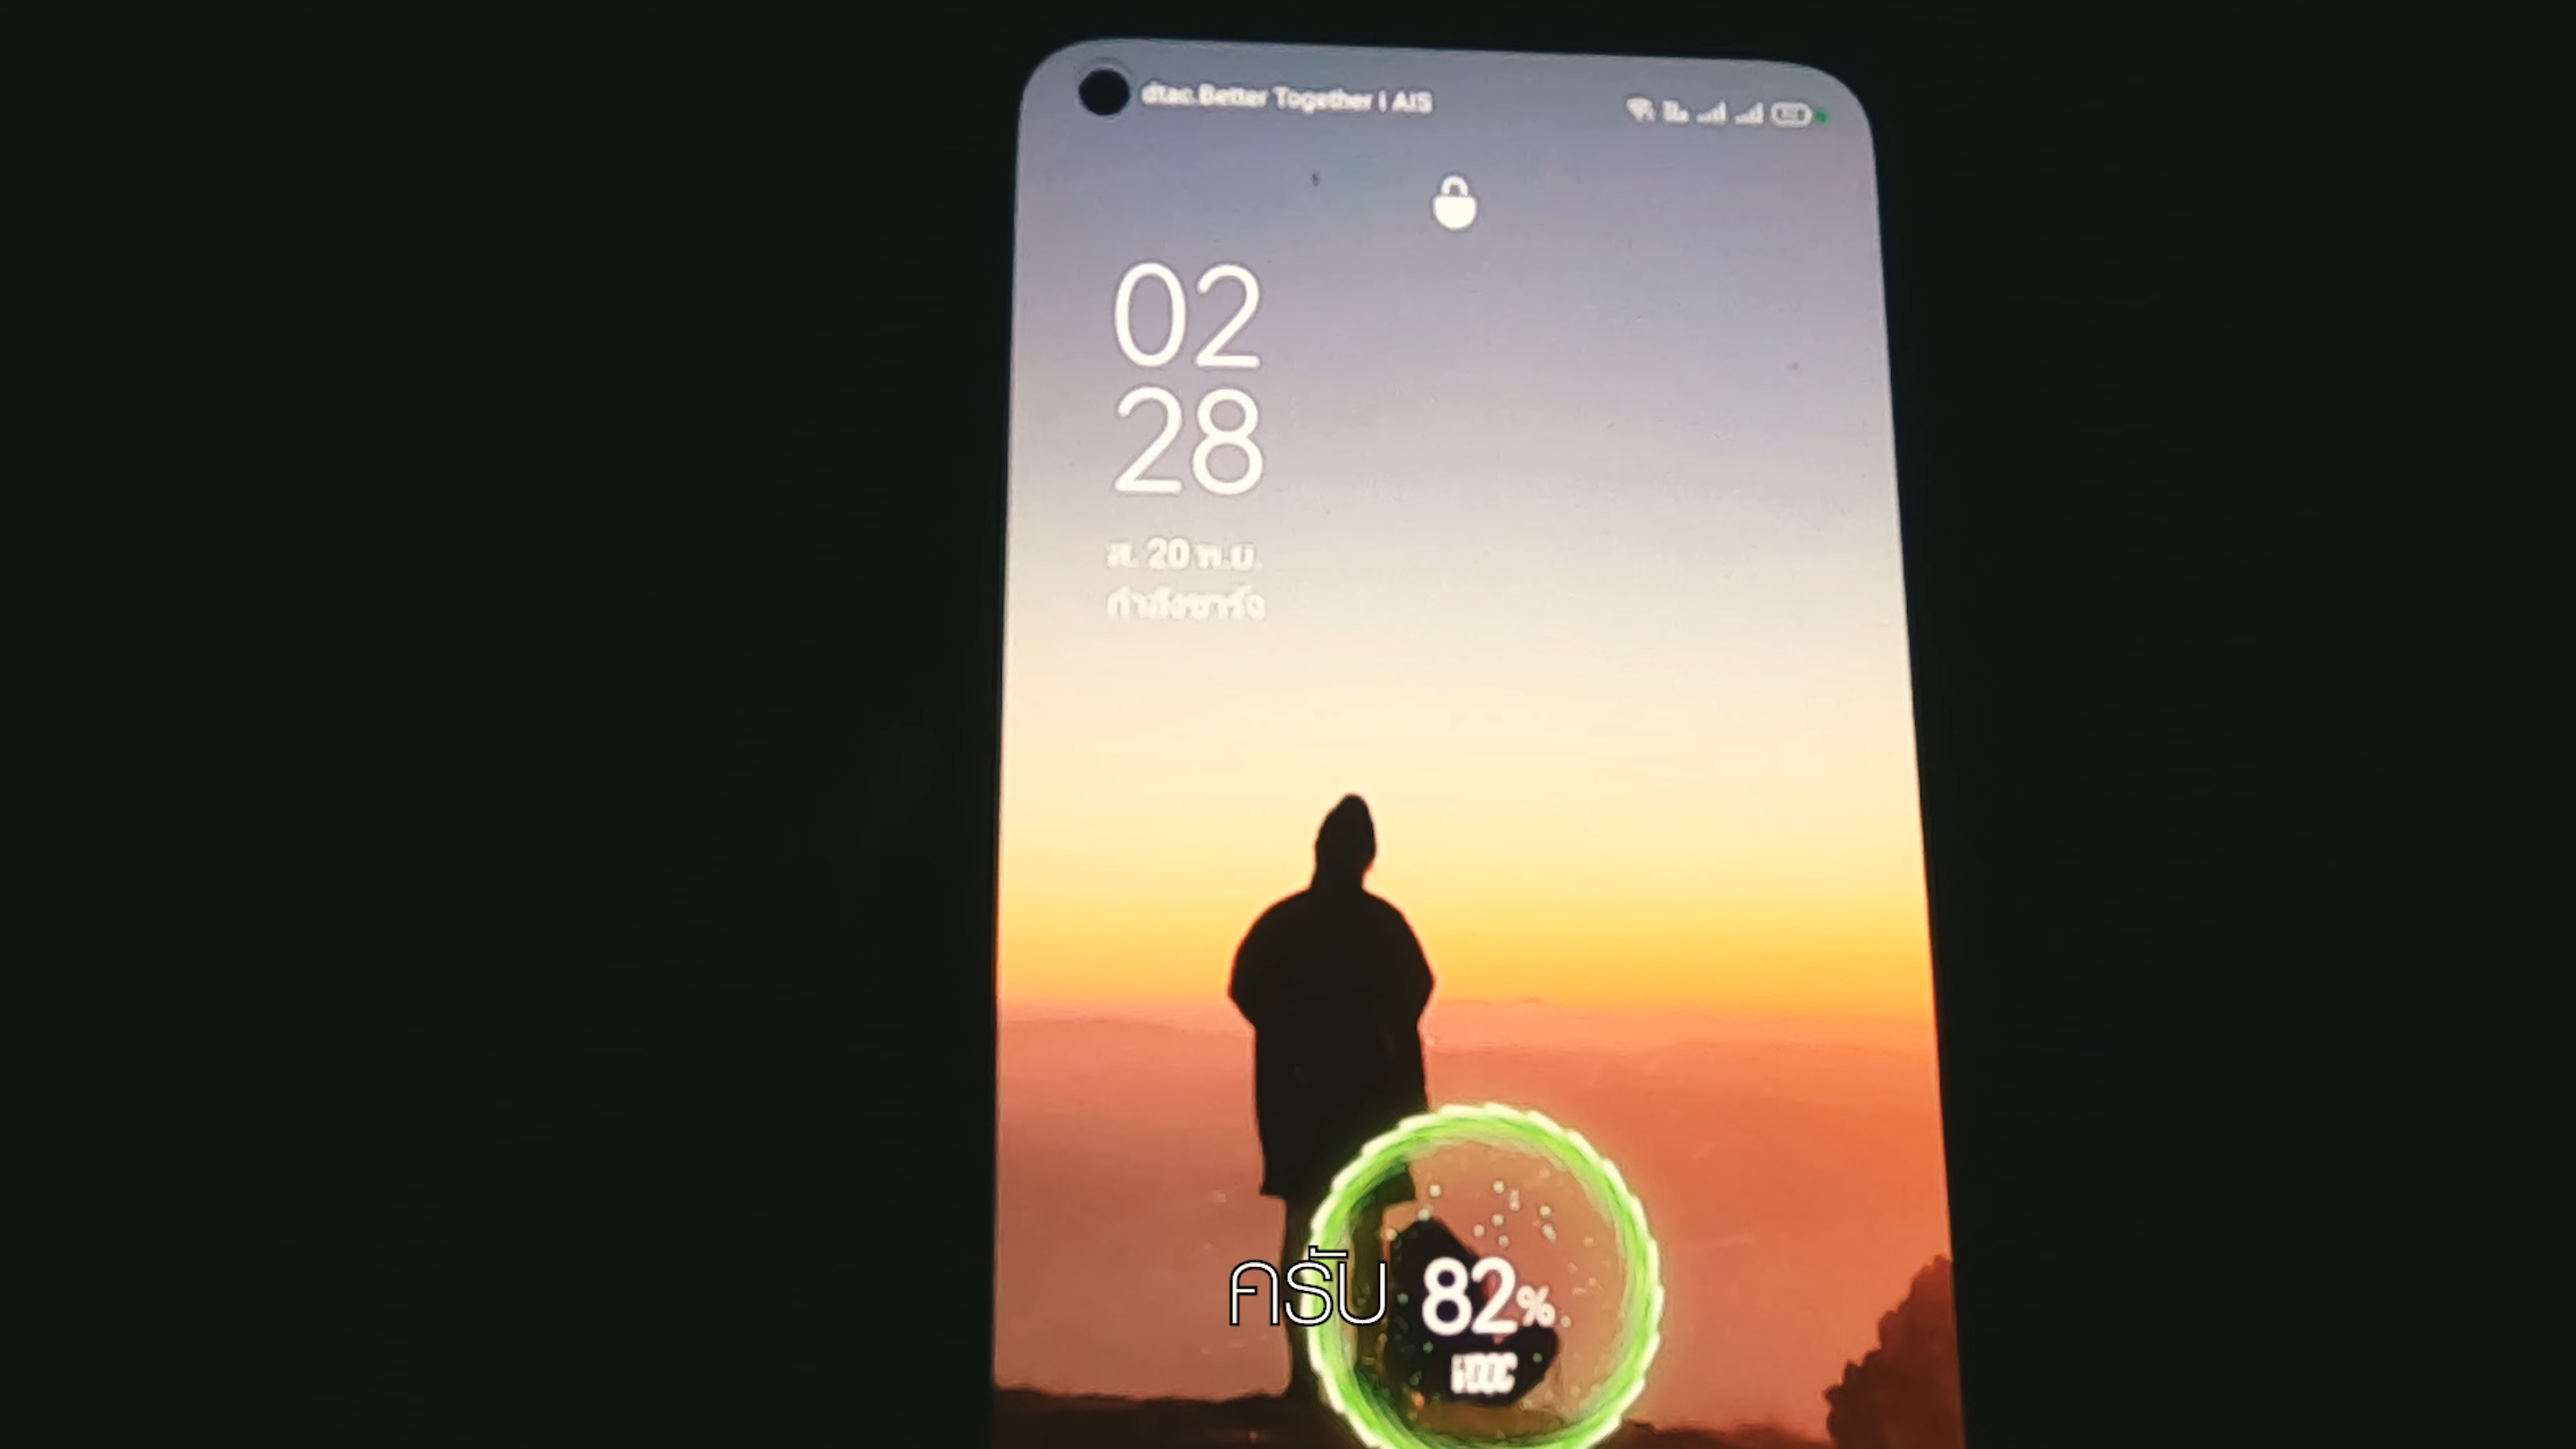 dtac Better Together | AIS
02
28
ส. 20 พ.ย.
กำลังชาร์จ
ครับ
82%
VOOC